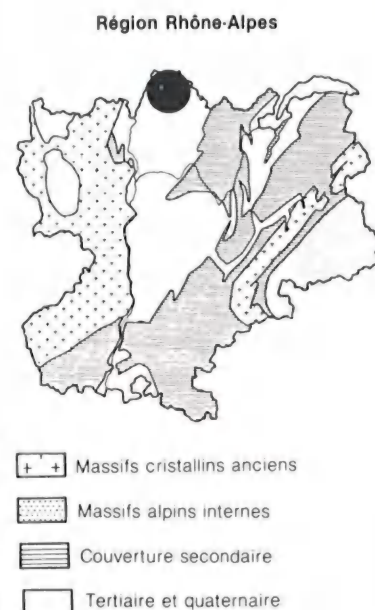 Région Rhône-Alpes
Massifs cristallins anciens
Massifs alpins internes
Couverture secondaire
Tertiaire et quaternaire